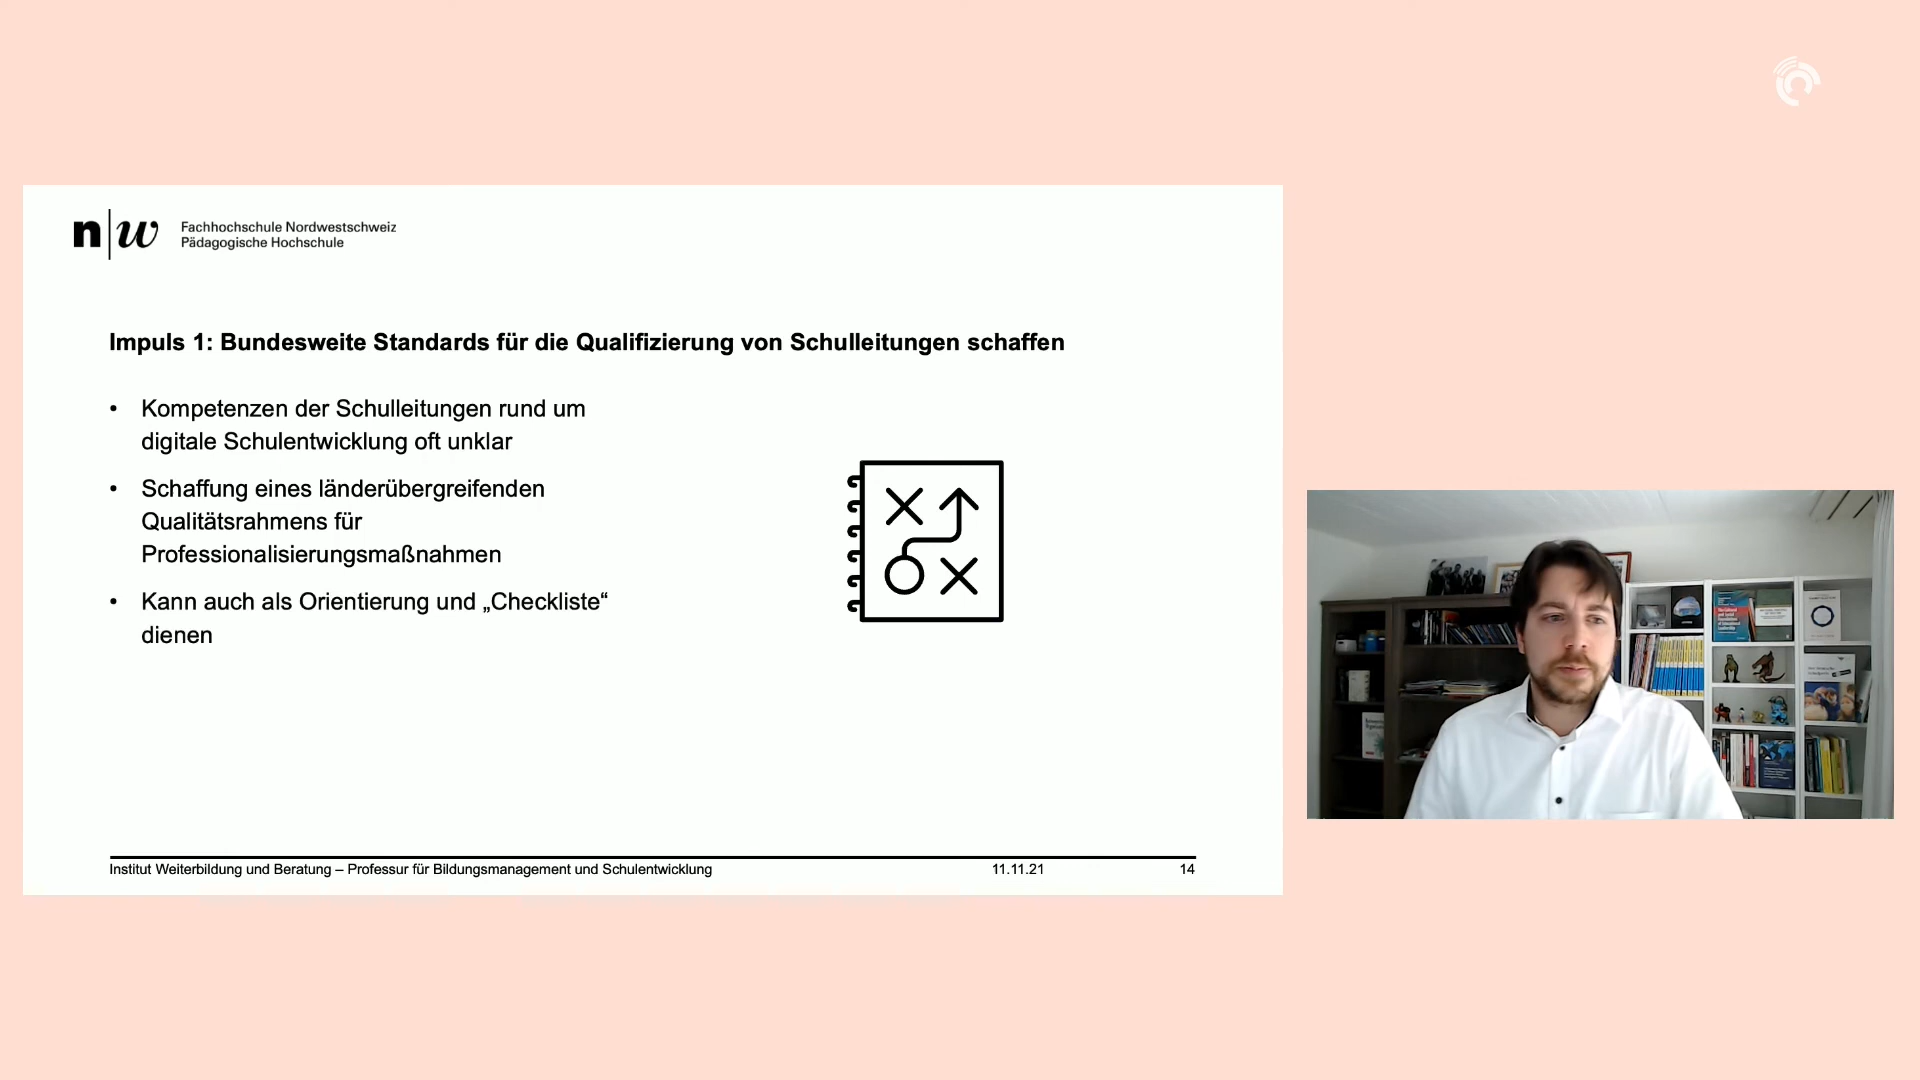 n|w
Fachhochschule Nordwestschweiz
Pädagogische Hochschule
Impuls 1: Bundesweite Standards für die Qualifizierung von Schulleitungen schaffen
• Kompetenzen der Schulleitungen rund um
digitale Schulentwicklung oft unklar
• Schaffung eines länderübergreifenden
Qualitätsrahmens für
Professionalisierungsmaßnahmen
• Kann auch als Orientierung und „Checkliste“
dienen
Institut Weiterbildung und Beratung – Professur für Bildungsmanagement und Schulentwicklung
11.11.21
14